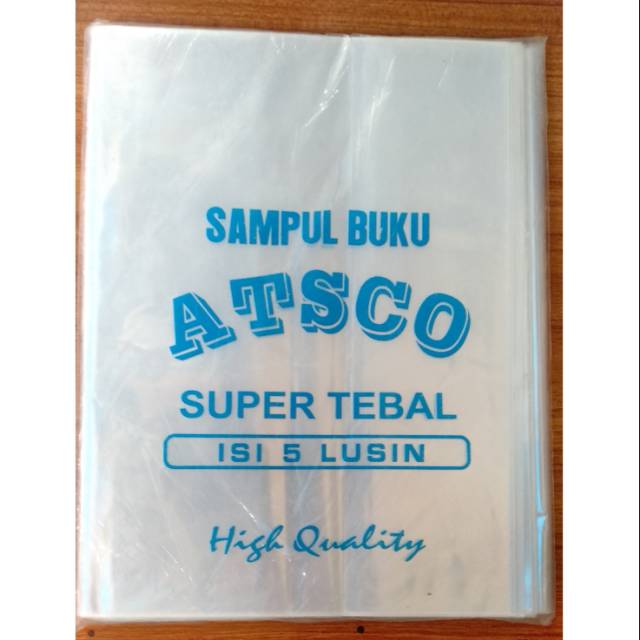 SAMPUL BUKU
ATSCO
SUPER TEBAL
ISI 5 LUSIN
High Quality